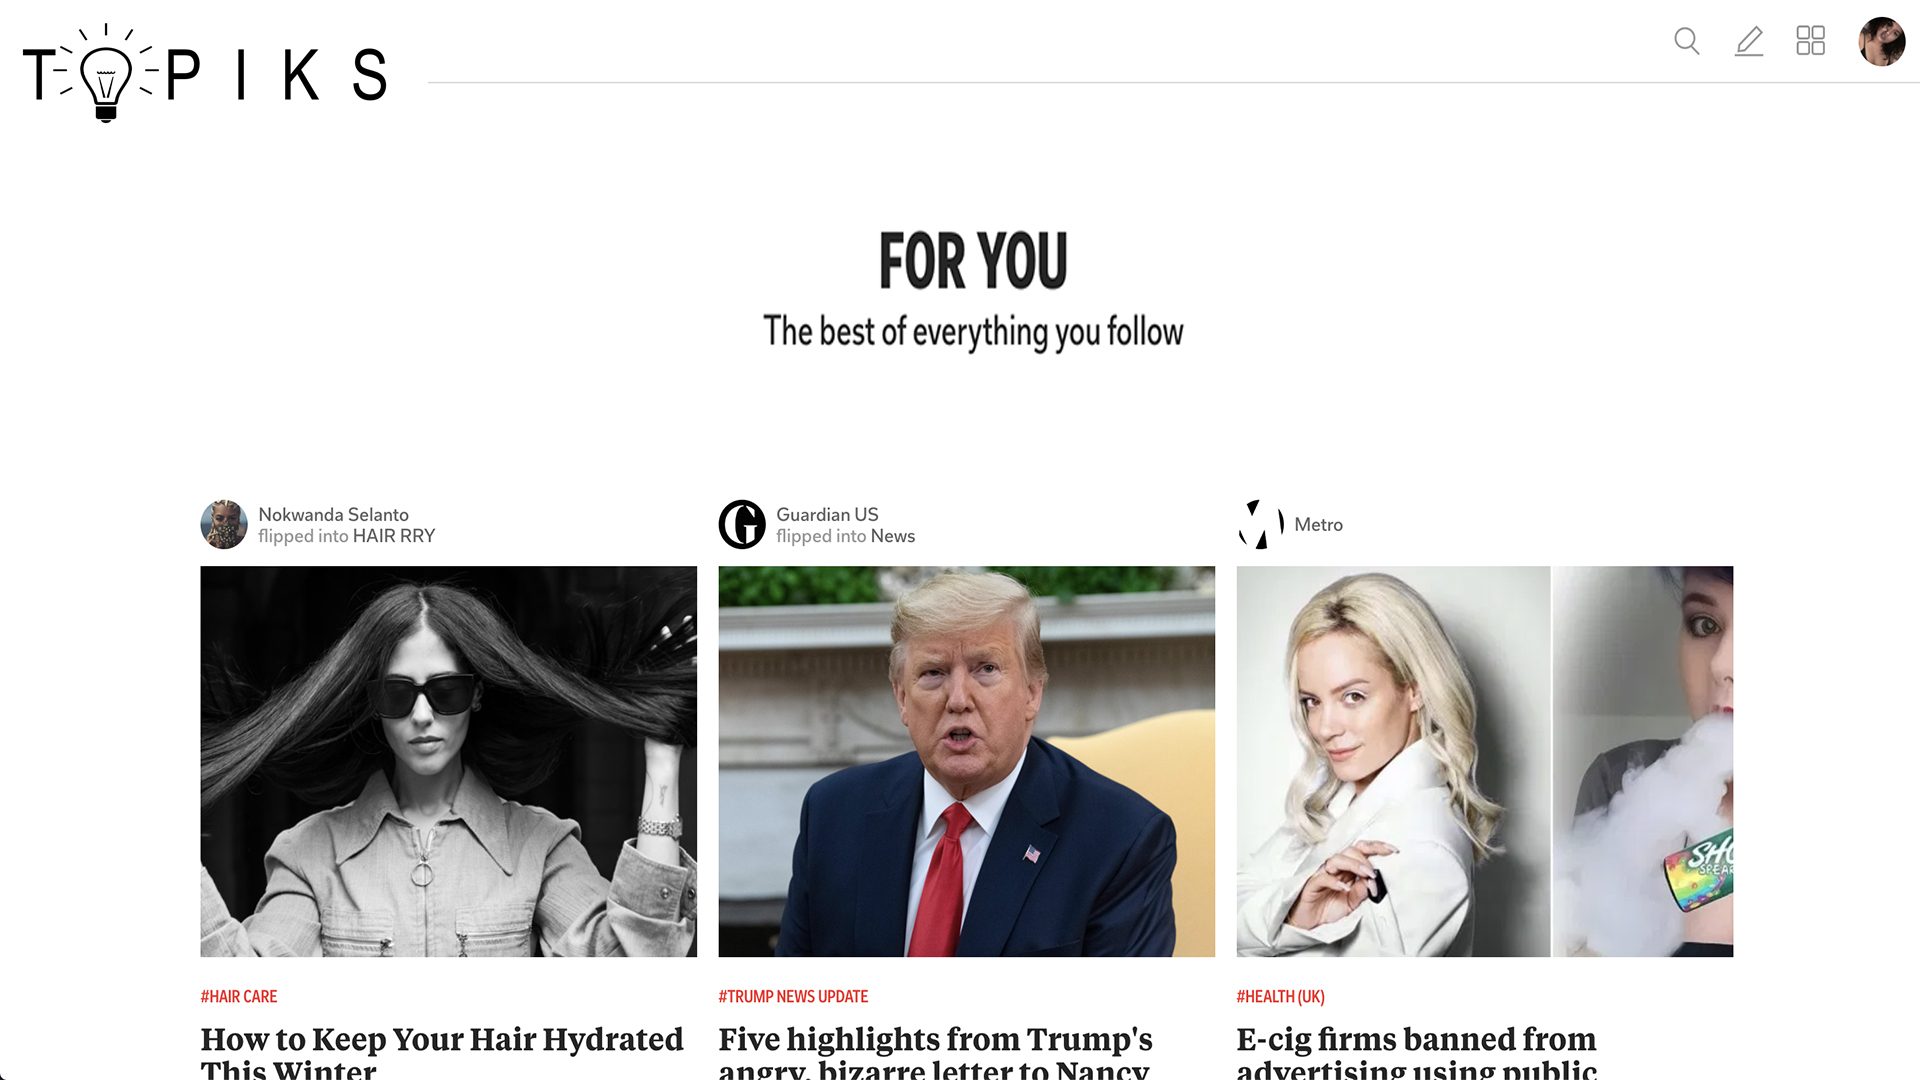 TOPIKS
FOR YOU
The best of everything you follow
Nokwanda Selanto
flipped into HAIR RRY
Guardian US
flipped into News
Metro
#HAIR CARE
How to Keep Your Hair Hydrated
This Winter
#TRUMP NEWS UPDATE
Five highlights from Trump's
angry, bizarre letter to Nancy
#HEALTH (UK)
E-cig firms banned from
advertising using public